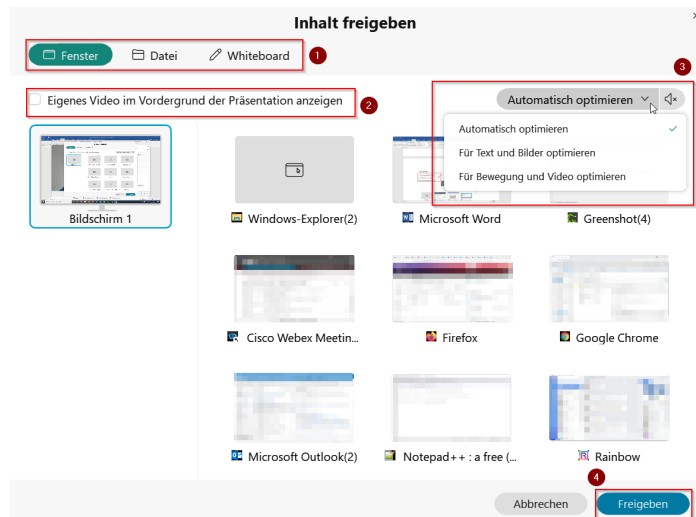 Inhalt freigeben
Fenster Datei Whiteboard 1
3
Eigenes Video im Vordergrund der Präsentation anzeigen 2 Automatisch optimieren
Automatisch optimieren
Für Text und Bilder optimieren
Für Bewegung und Video optimieren
Bildschirm 1 Windows-Explorer(2) Microsoft Word Greenshot(4)
Cisco Webex Meetin... Firefox Google Chrome
Microsoft Outlook(2) Notepad++ : a free (... Rainbow
4
Abbrechen Freigeben